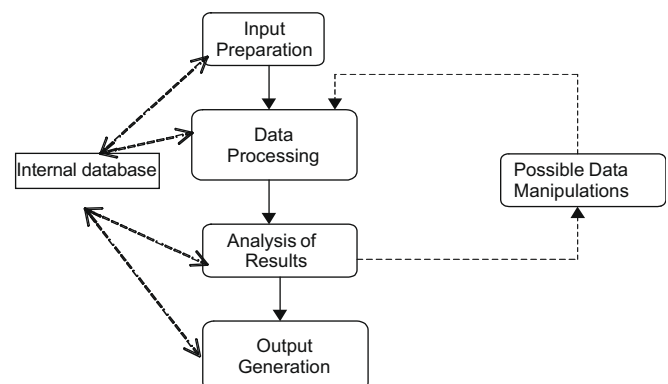 Input
Preparation
Data
Processing
Internal database
Possible Data
Manipulations
Analysis of
Results
Output
Generation